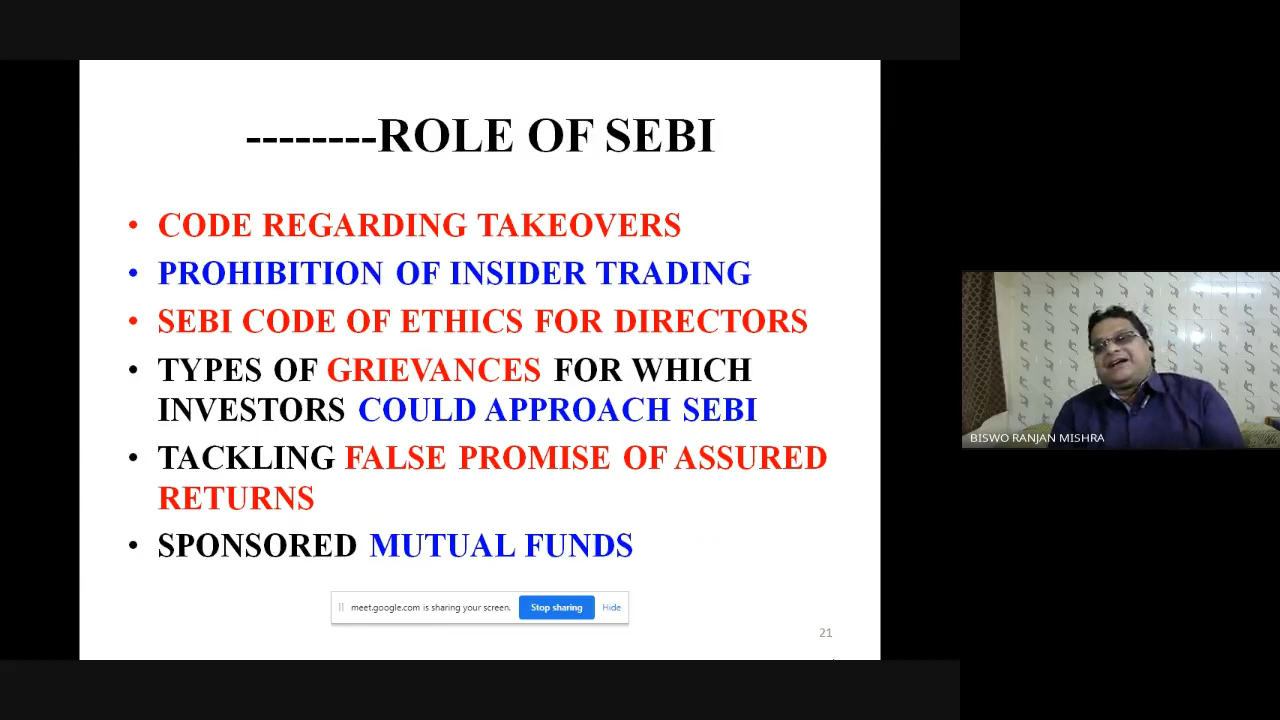 --------ROLE OF SEBI
• CODE REGARDING TAKEOVERS
• PROHIBITION OF INSIDER TRADING
• SEBI CODE OF ETHICS FOR DIRECTORS
• TYPES OF GRIEVANCES FOR WHICH
INVESTORS COULD APPROACH SEBI
• TACKLING FALSE PROMISE OF ASSURED
RETURNS
• SPONSORED MUTUAL FUNDS
meet.google.com is sharing your screen. Stop sharing Hide
21
BISWO RANJAN MISHRA